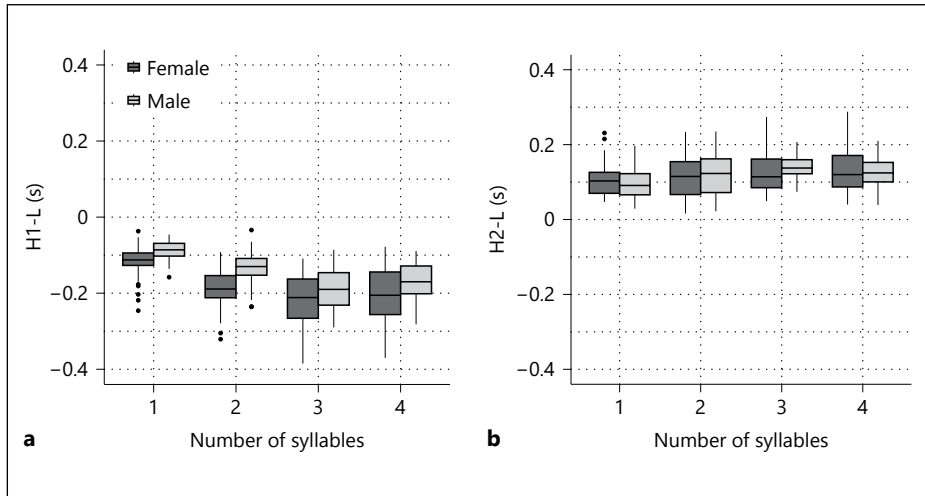 0.4
0.2
0
−0.2
−0.4
H1-L (s)
Female
Male
1 2 3 4
Number of syllables
a
0.4
0.2
0
−0.2
−0.4
H2-L (s)
1 2 3 4
Number of syllables
b